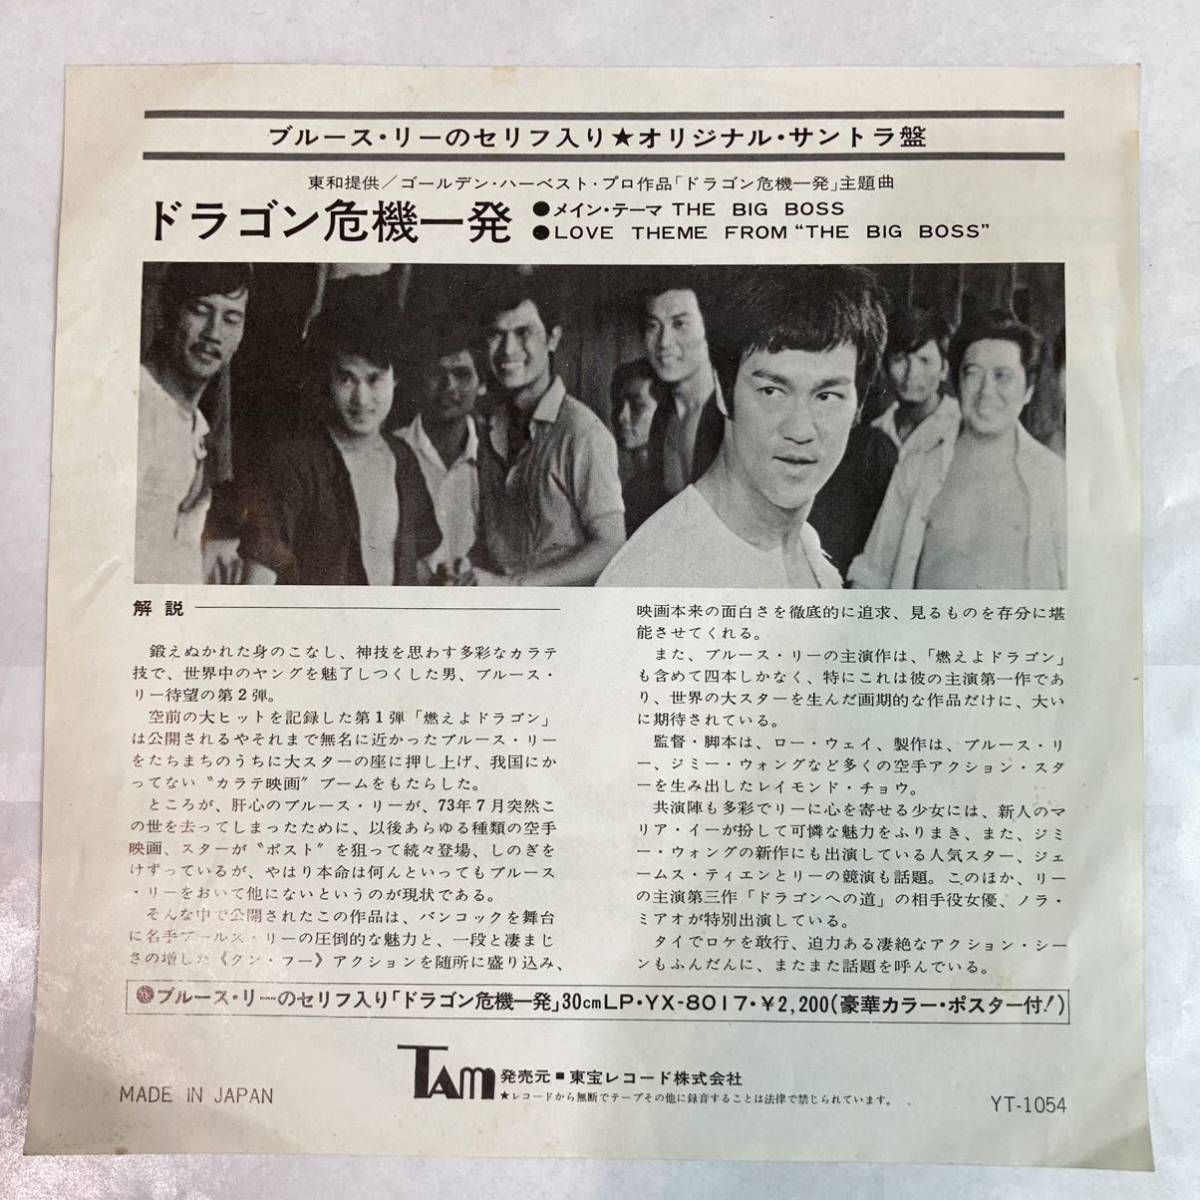 ブルース・リーのセリフ入り★オリジナル・サントラ盤
東和提供/ゴールデン・ハーベスト・プロ作品「ドラゴン危機一発」主題曲
ドラゴン危機一発
●メイン・テーマ THE BIG BOSS
●LOVE THEME FROM “THE BIG BOSS”
解説
鍛えぬかれた身のこなし、神技を思わす多彩なカラテ
技で、世界中のヤングを魅了しつくした男、ブルース・
リー待望の第2弾。
空前の大ヒットを記録した第1弾「燃えよドラゴン」
は公開されるやそれまで無名に近かったブルース・リー
をたちまちのうちに大スターの座に押し上げ、我国にか
ってない〝カラテ映画〟ブームをもたらした。
ところが、肝心のブルース・リーが、73年7月突然こ
の世を去ってしまったために、以後あらゆる種類の空手
映画、スターが〝ポスト〟を狙って続々登場、しのぎを
けずっているが、やはり本命は何んといってもブルース
・リーをおいて他にないというのが現状である。
そんな中で公開されたこの作品は、バンコックを舞台
に名手ブールス・リーの圧倒的な魅力と、一段と凄まじ
さの増した《クン・フー》アクションを随所に盛り込み、
映画本来の面白さを徹底的に追求、見るものを存分に堪
能させてくれる。
また、ブルース・リーの主演作は、「燃えよドラゴン」
も含めて四本しかなく、特にこれは彼の主演第一作であ
り、世界の大スターを生んだ画期的な作品だけに、大い
に期待されている。
監督・脚本は、ロー・ウェイ、製作は、ブルース・リ
ー、ジミー・ウォングなど多くの空手アクション・スタ
ーを生み出したレイモンド・チョウ。
共演陣も多彩でリーに心を寄せる少女には、新人のマ
リア・イーが扮して可憐な魅力をふりまき、また、ジミ
ー・ウォングの新作にも出演している人気スター、ジェ
ームス・ティエンとリーの競演も話題。このほか、リー
の主演第三作「ドラゴンへの道」の相手役女優、ノラ・
ミアオが特別出演している。
タイでロケを敢行、迫力ある凄絶なアクション・シー
ンもふんだんに、またまた話題を呼んでいる。
ブルース・リーのセリフ入り「ドラゴン危機一発」30cmLP・YX-8017・¥2,200(豪華カラー・ポスター付!)
TAM 発売元■東宝レコード株式会社
★レコードから無断でテープその他に録音することは法律で禁じられています。
MADE IN JAPAN
YT-1054